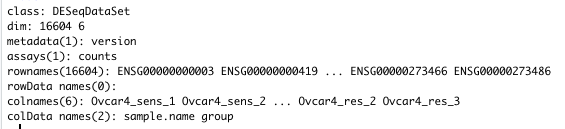 class: DESeqDataSet
dim: 16604 6
metadata(1): version
assays(1): counts
rownames(16604): ENSG00000000003 ENSG00000000419 ... ENSG00000273466 ENSG00000273486
rowData names(0):
colnames(6): Ovcar4_sens_1 Ovcar4_sens_2 ... Ovcar4_res_2 Ovcar4_res_3
colData names(2): sample.name group